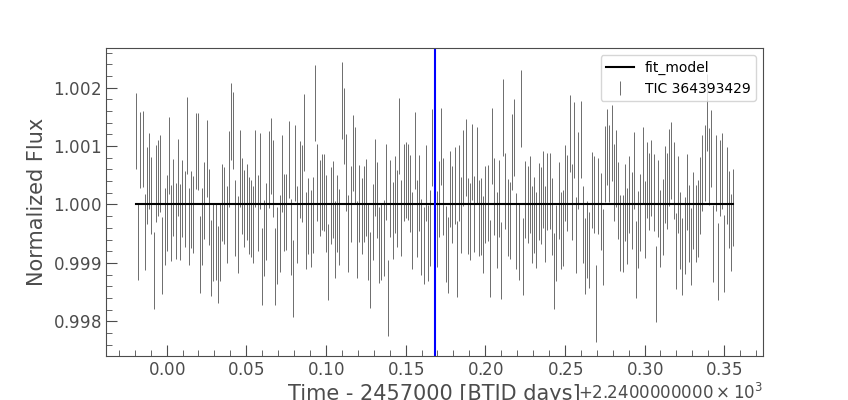 fit_model
TIC 364393429
Normalized Flux
1.002
1.001
1.000
0.999
0.998
0.00 0.05 0.10 0.15 0.20 0.25 0.30 0.35
Time - 2457000 [BTJD days]
+2.2400000000 × 10³